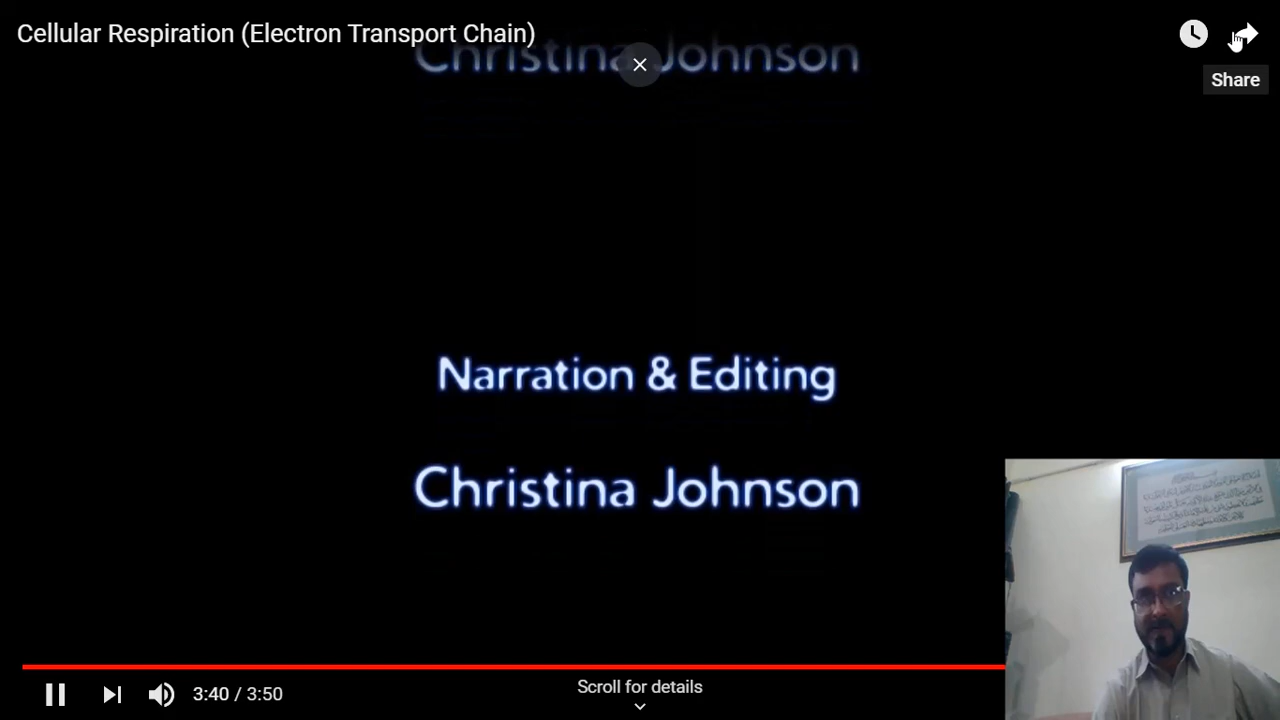 Cellular Respiration (Electron Transport Chain)
Christina Johnson
Share
Narration & Editing
Christina Johnson
3:40 / 3:50
Scroll for details